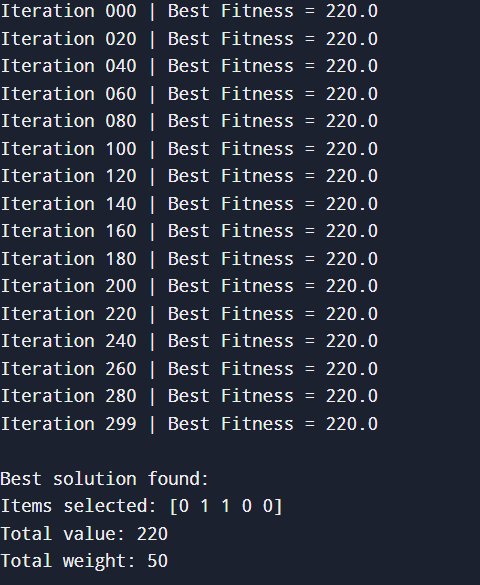 Iteration 000 | Best Fitness = 220.0
Iteration 020 | Best Fitness = 220.0
Iteration 040 | Best Fitness = 220.0
Iteration 060 | Best Fitness = 220.0
Iteration 080 | Best Fitness = 220.0
Iteration 100 | Best Fitness = 220.0
Iteration 120 | Best Fitness = 220.0
Iteration 140 | Best Fitness = 220.0
Iteration 160 | Best Fitness = 220.0
Iteration 180 | Best Fitness = 220.0
Iteration 200 | Best Fitness = 220.0
Iteration 220 | Best Fitness = 220.0
Iteration 240 | Best Fitness = 220.0
Iteration 260 | Best Fitness = 220.0
Iteration 280 | Best Fitness = 220.0
Iteration 299 | Best Fitness = 220.0
Best solution found:
Items selected: [0 1 1 0 0]
Total value: 220
Total weight: 50